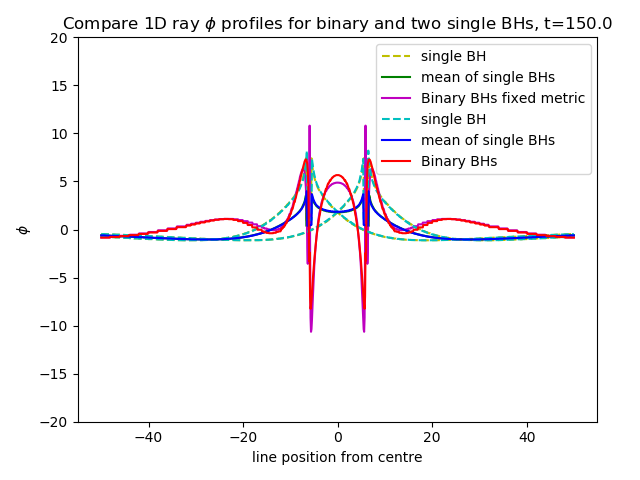 Compare 1D ray ϕ profiles for binary and two single BHs, t=150.0
single BH
mean of single BHs
Binary BHs fixed metric
single BH
mean of single BHs
Binary BHs
20
15
10
5
0
−5
−10
−15
−20
ϕ
−40 −20 0 20 40
line position from centre